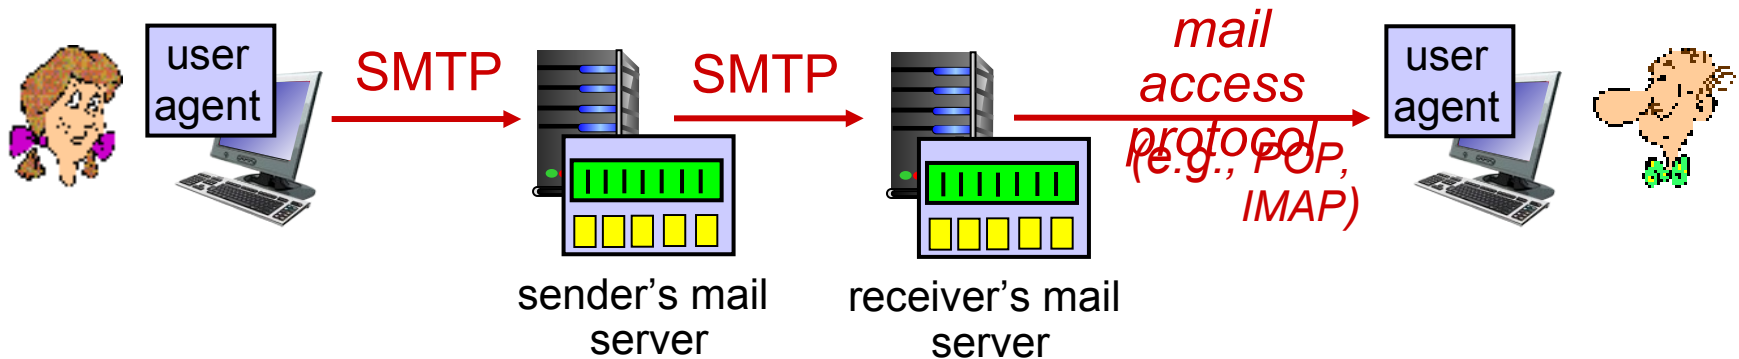 user
agent
SMTP
SMTP
mail
access
protocol
(e.g., POP,
IMAP)
user
agent
sender's mail
server
receiver's mail
server